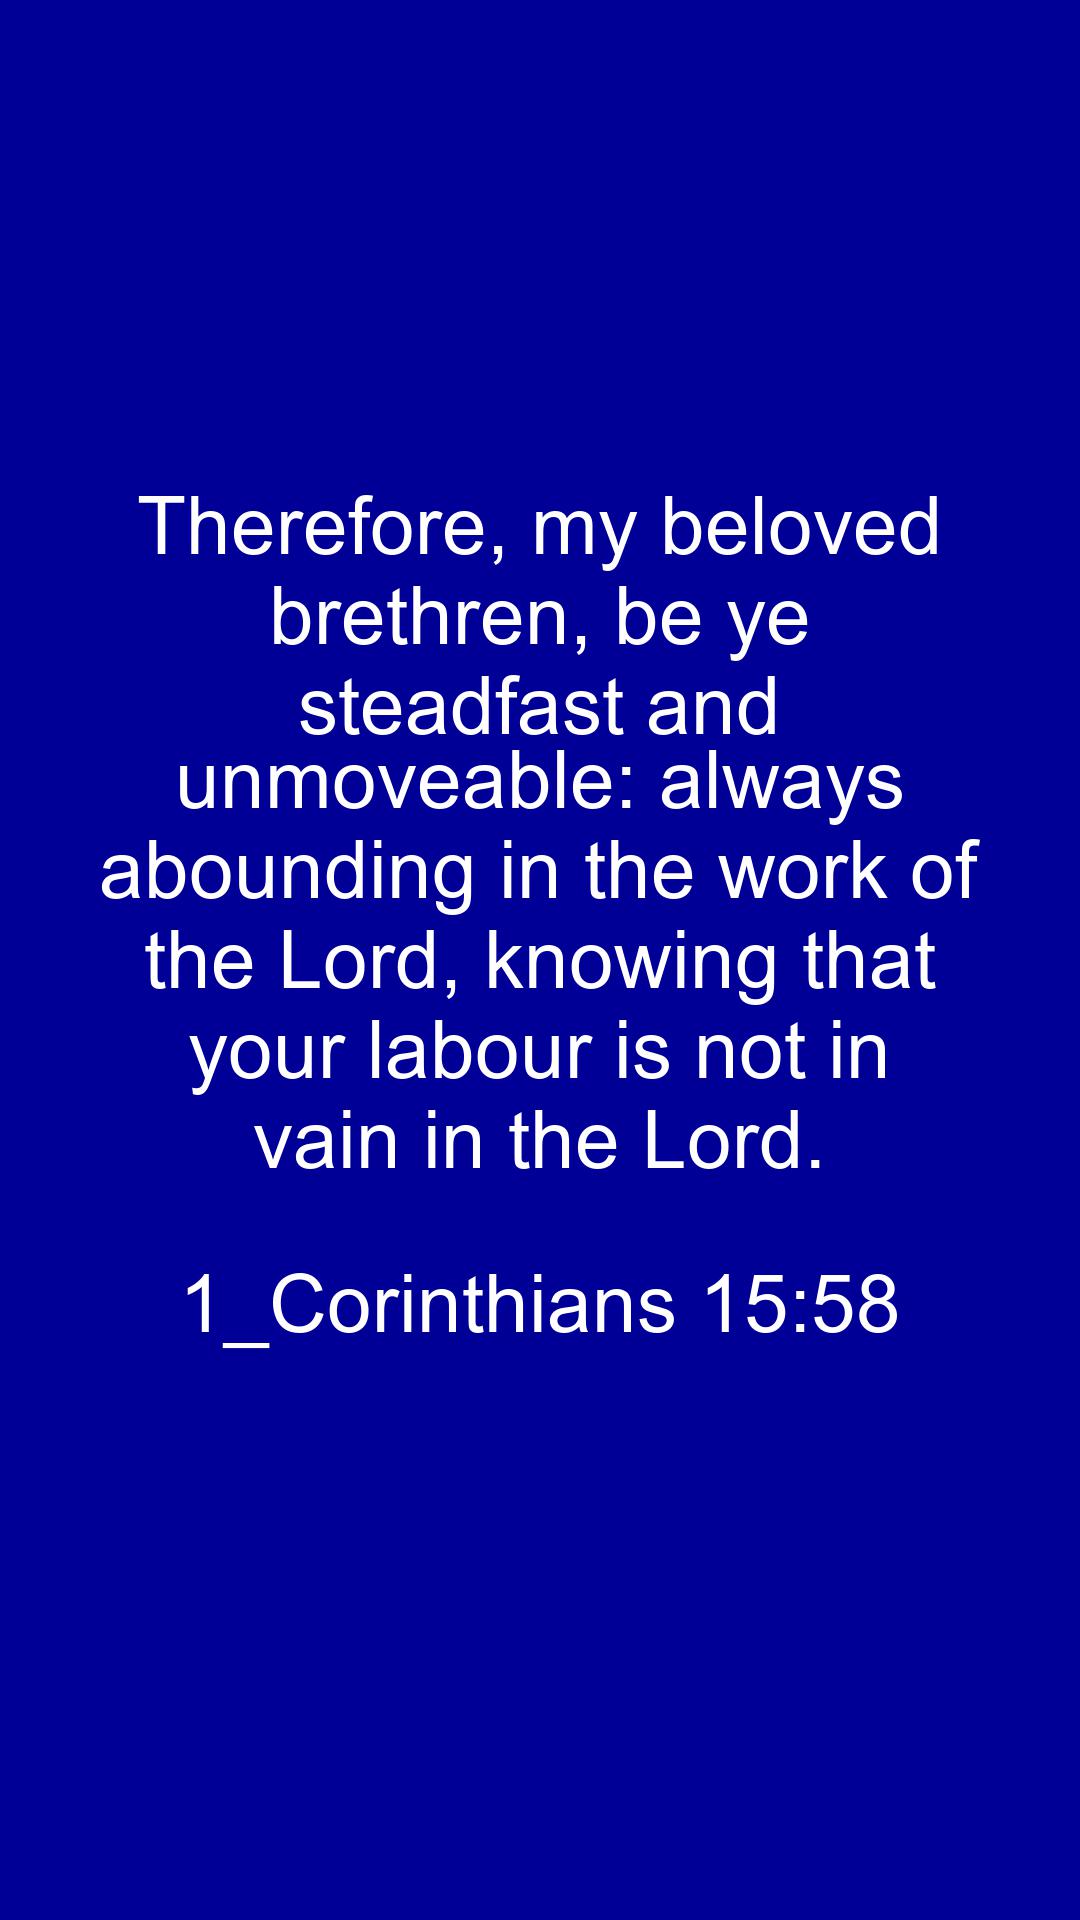 Therefore, my beloved
brethren, be ye
steadfast and
unmoveable: always
abounding in the work of
the Lord, knowing that
your labour is not in
vain in the Lord.
1_Corinthians 15:58